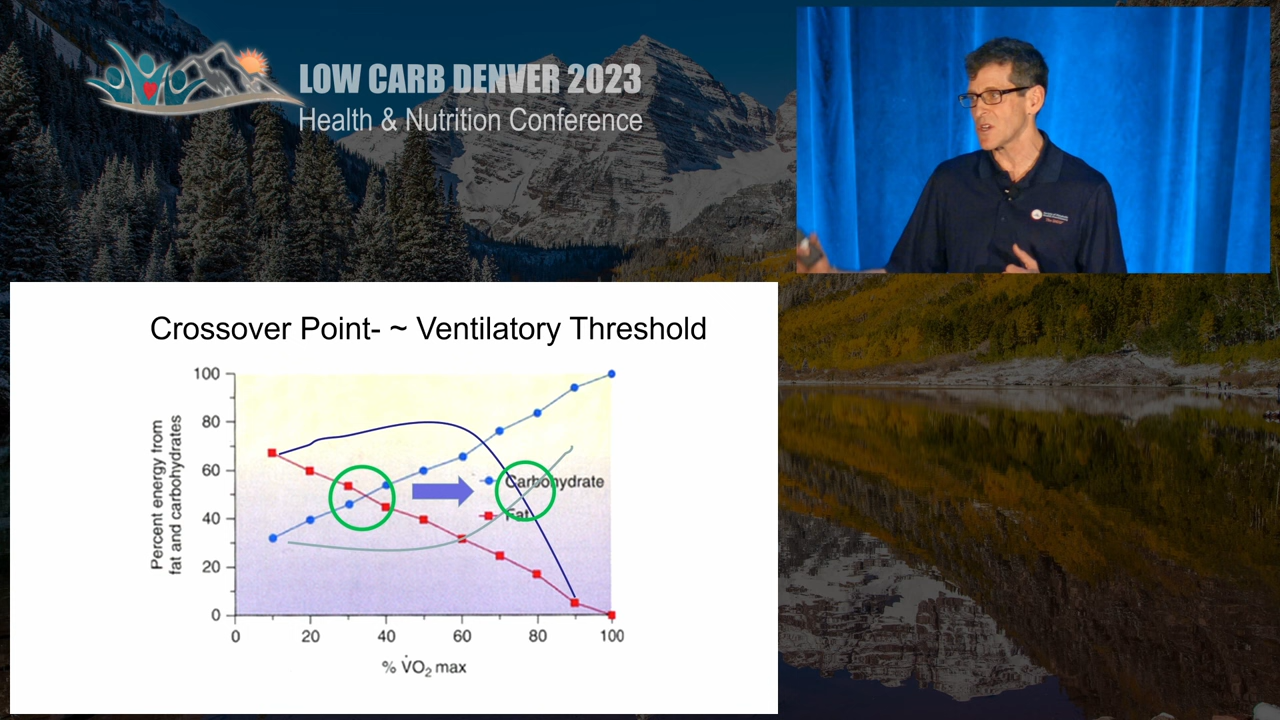 LOW CARB DENVER 2023
Health & Nutrition Conference
Crossover Point- ~ Ventilatory Threshold
Percent energy from
fat and carbohydrates
100
80
60
40
20
0
Carbohydrate
Fat
0 20 40 60 80 100
% V̇O2 max